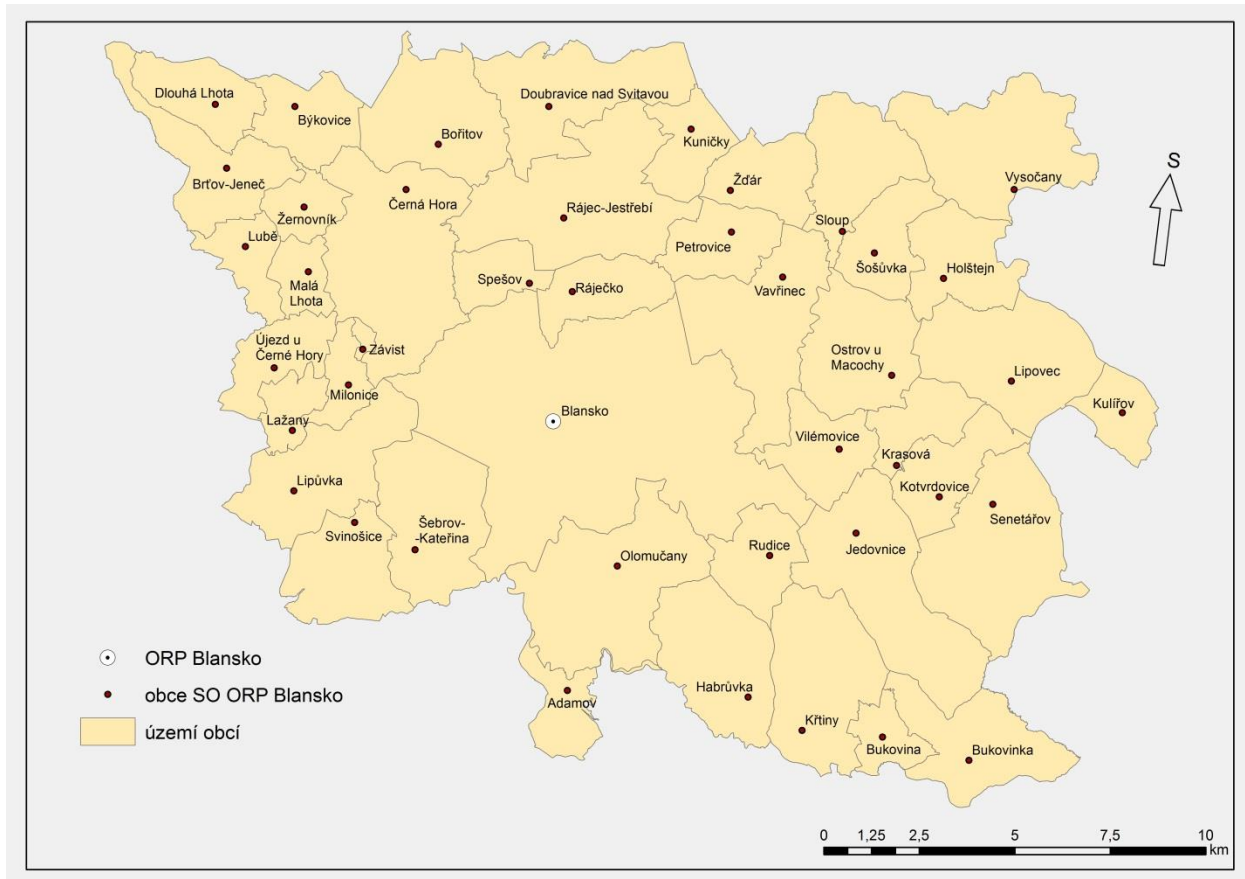 Dlouhá Lhota
Býkovice
Doubravice nad Svitavou
Bořitov
Kuničky
S
Brťov-Jeneč
Černá Hora
Žďár
Vysočany
Žernovník
Rájec-Jestřebí
Sloup
Lubě
Petrovice
Šošůvka
Holštejn
Malá
Lhota
Spešov
Ráječko
Vavřinec
Újezd u
Černé Hory
Závist
Ostrov u
Macochy
Lipovec
Milonice
Kulířov
Lažany
Blansko
Vilémovice
Krasová
Lipůvka
Kotvrdovice
Senetářov
Svinošice
Šebrov-
-Kateřina
Olomučany
Rudice
Jedovnice
ORP Blansko
obce SO ORP Blansko
území obcí
Adamov
Habrůvka
Křtiny
Bukovina
Bukovinka
0 1,25 5 7,5 10
km